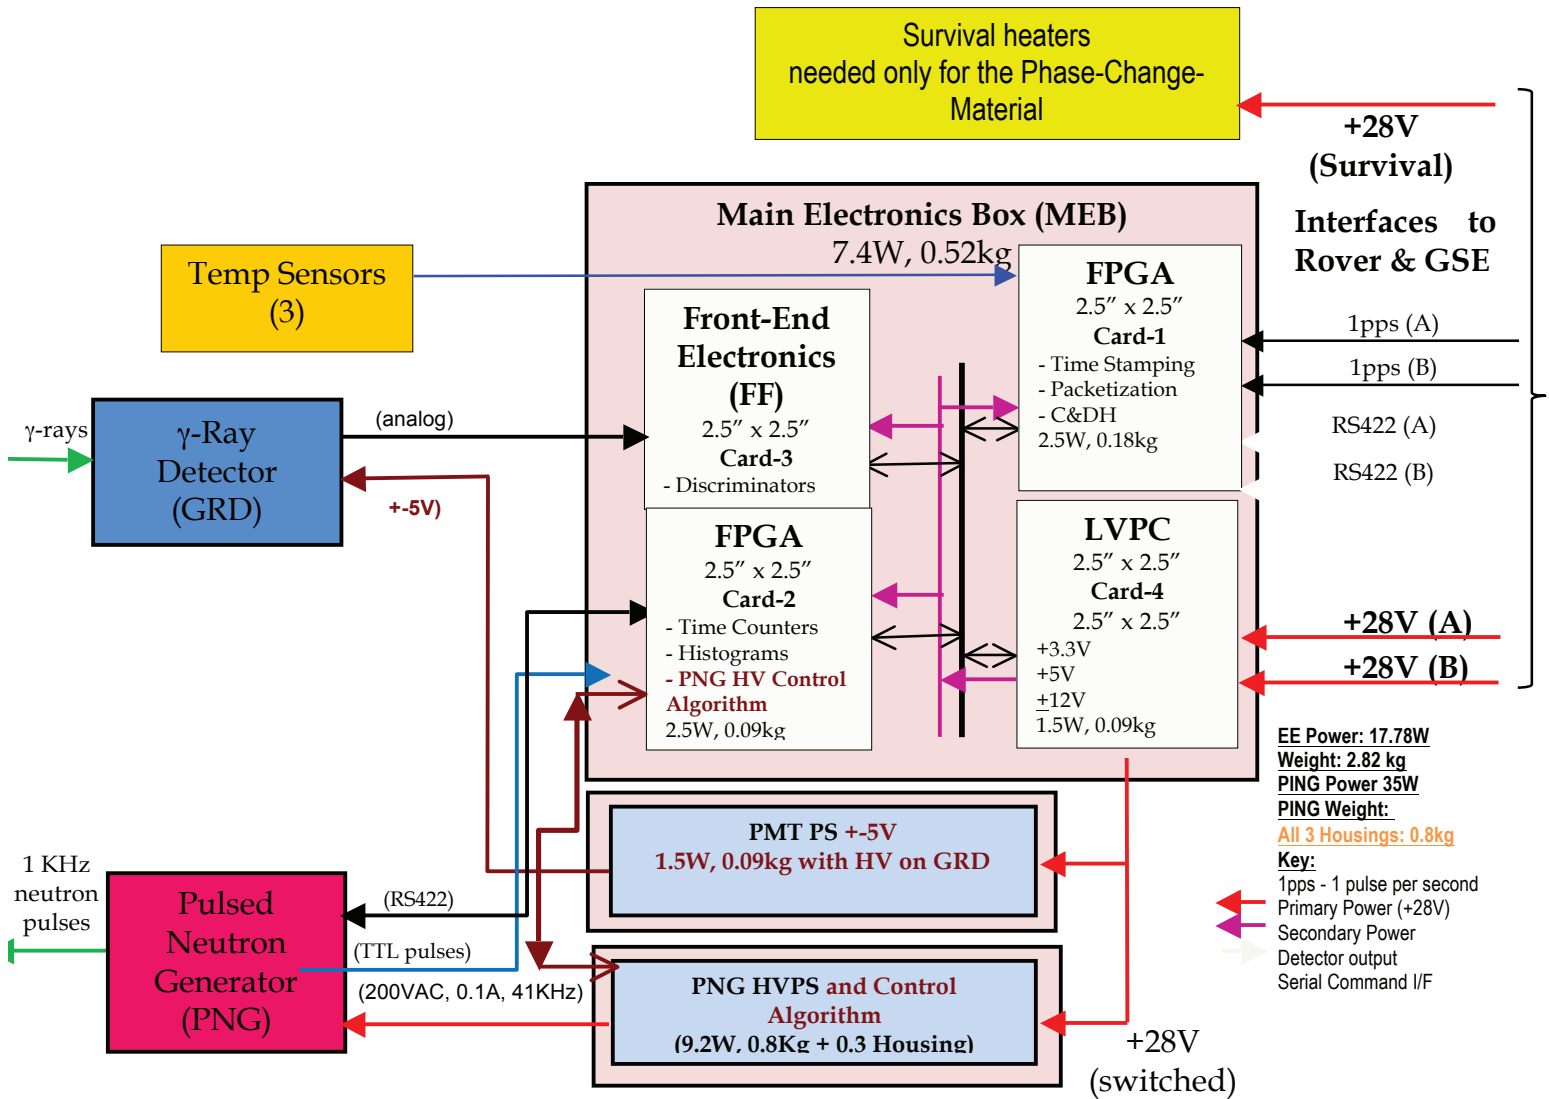 Survival heaters
needed only for the Phase-Change-
Material
+28V
(Survival)
Interfaces to
Rover & GSE
Main Electronics Box (MEB)
7.4W, 0.52kg
Temp Sensors
(3)
FPGA
2.5″ x 2.5″
Card-1
- Time Stamping
- Packetization
- C&DH
2.5W, 0.18kg
1pps (A)
1pps (B)
RS422 (A)
RS422 (B)
Front-End
Electronics
(FF)
2.5″ x 2.5″
Card-3
- Discriminators
γ-rays
γ-Ray
Detector
(GRD)
(analog)
+-5V)
FPGA
2.5″ x 2.5″
Card-2
- Time Counters
- Histograms
- PNG HV Control
Algorithm
2.5W, 0.09kg
LVPC
2.5″ x 2.5″
Card-4
2.5″ x 2.5″
+3.3V
+5V
±12V
1.5W, 0.09kg
+28V (A)
+28V (B)
EE Power: 17.78W
Weight: 2.82 kg
PING Power 35W
PING Weight:
All 3 Housings: 0.8kg
Key:
1pps - 1 pulse per second
Primary Power (+28V)
Secondary Power
Detector output
Serial Command I/F
PMT PS +-5V
1.5W, 0.09kg with HV on GRD
1 KHz
neutron
pulses
Pulsed
Neutron
Generator
(PNG)
(RS422)
(TTL pulses)
(200VAC, 0.1A, 41KHz)
PNG HVPS and Control
Algorithm
(9.2W, 0.8Kg + 0.3 Housing)
+28V
(switched)